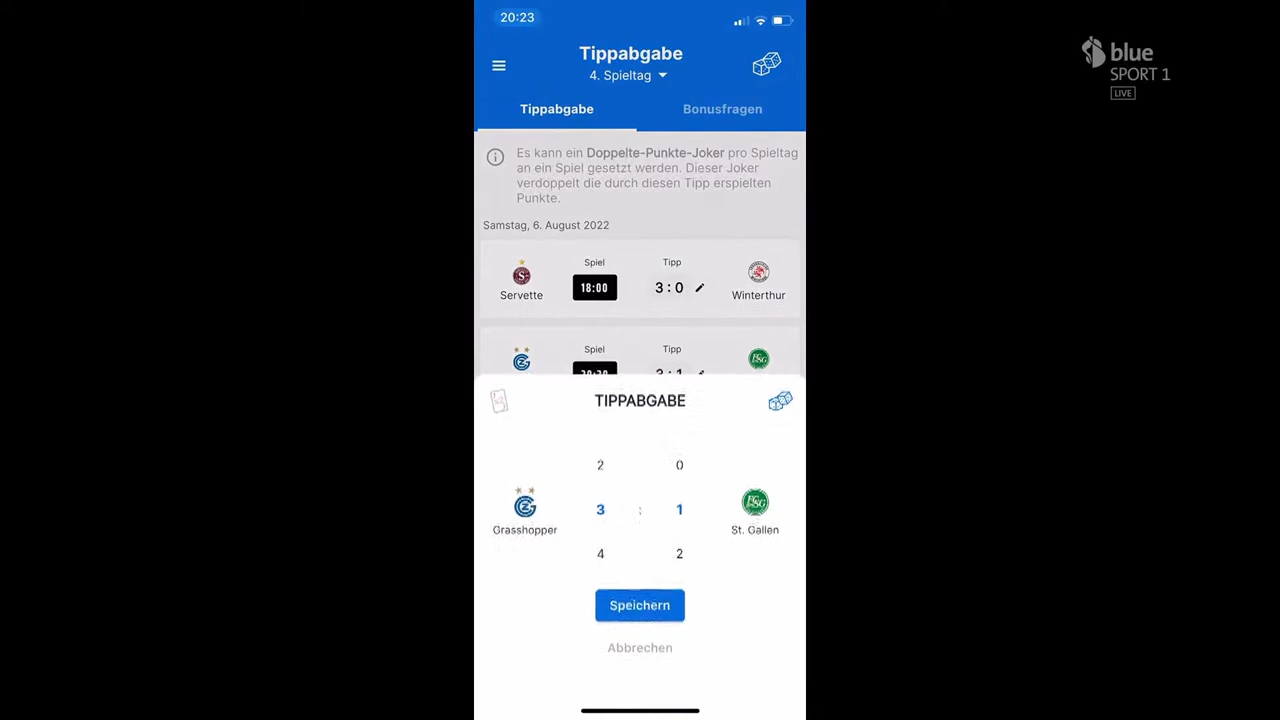 20:23
Tippabgabe
4. Spieltag
blue
SPORT 1
LIVE
Tippabgabe Bonusfragen
Es kann ein Doppelte-Punkte-Joker pro Spieltag
an ein Spiel gesetzt werden. Dieser Joker
verdoppelt die durch diesen Tipp erspielten
Punkte.
Samstag, 6. August 2022
Spiel Tipp
18:00 3 : 0
Servette Winterthur
Spiel Tipp
3 : 1
TIPPABGABE
2 0
3 : 1
Grasshopper St. Gallen
4 2
Speichern
Abbrechen